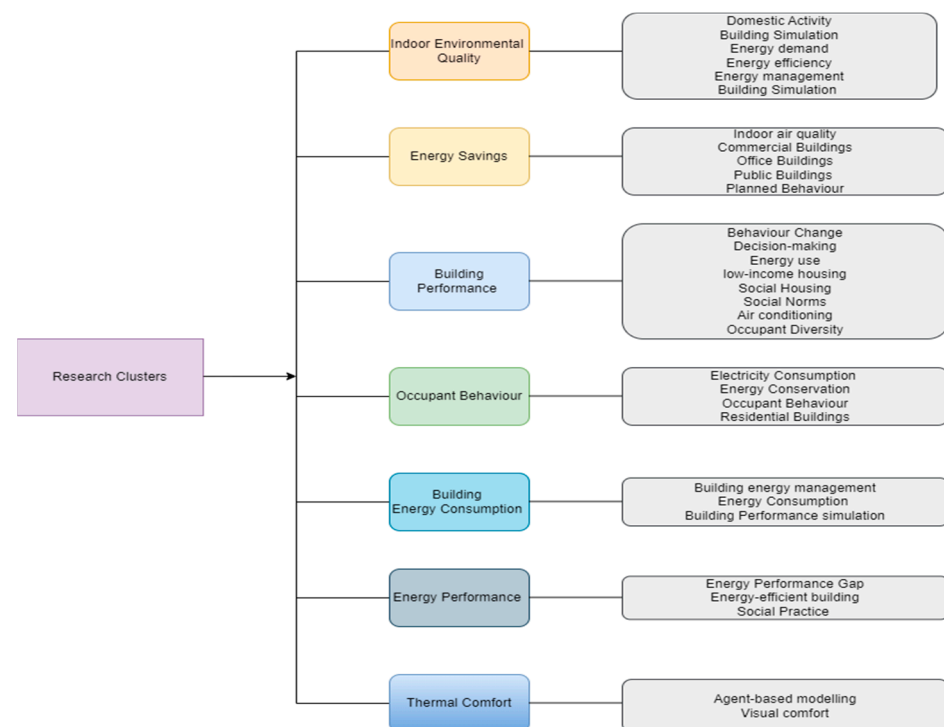 Research Clusters
Indoor Environmental
Quality
Domestic Activity
Building Simulation
Energy demand
Energy efficiency
Energy management
Building Simulation
Energy Savings
Indoor air quality
Commercial Buildings
Office Buildings
Public Buildings
Planned Behaviour
Building
Performance
Behaviour Change
Decision-making
Energy use
low-income housing
Social Housing
Social Norms
Air conditioning
Occupant Diversity
Occupant Behaviour
Electricity Consumption
Energy Conservation
Occupant Behaviour
Residential Buildings
Building
Energy Consumption
Building energy management
Energy Consumption
Building Performance simulation
Energy Performance
Energy Performance Gap
Energy-efficient building
Social Practice
Thermal Comfort
Agent-based modelling
Visual comfort